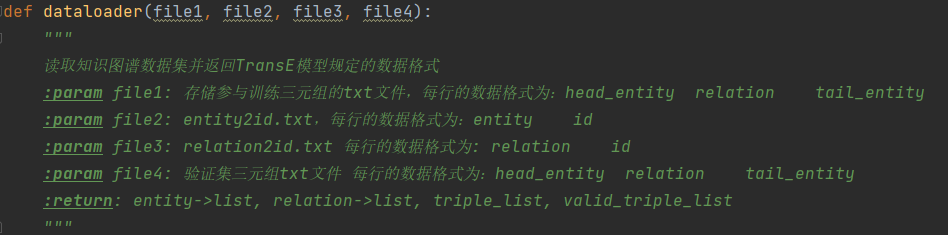 def dataloader(file1, file2, file3, file4):
"""
读取知识图谱数据集并返回TransE模型规定的数据格式
:param file1: 存储参与训练三元组的txt文件，每行的数据格式为：head_entity  relation    tail_entity
:param file2: entity2id.txt，每行的数据格式为：entity    id
:param file3: relation2id.txt 每行的数据格式为: relation    id
:param file4: 验证集三元组txt文件 每行的数据格式为：head_entity  relation    tail_entity
:return: entity->list, relation->list, triple_list, valid_triple_list
"""